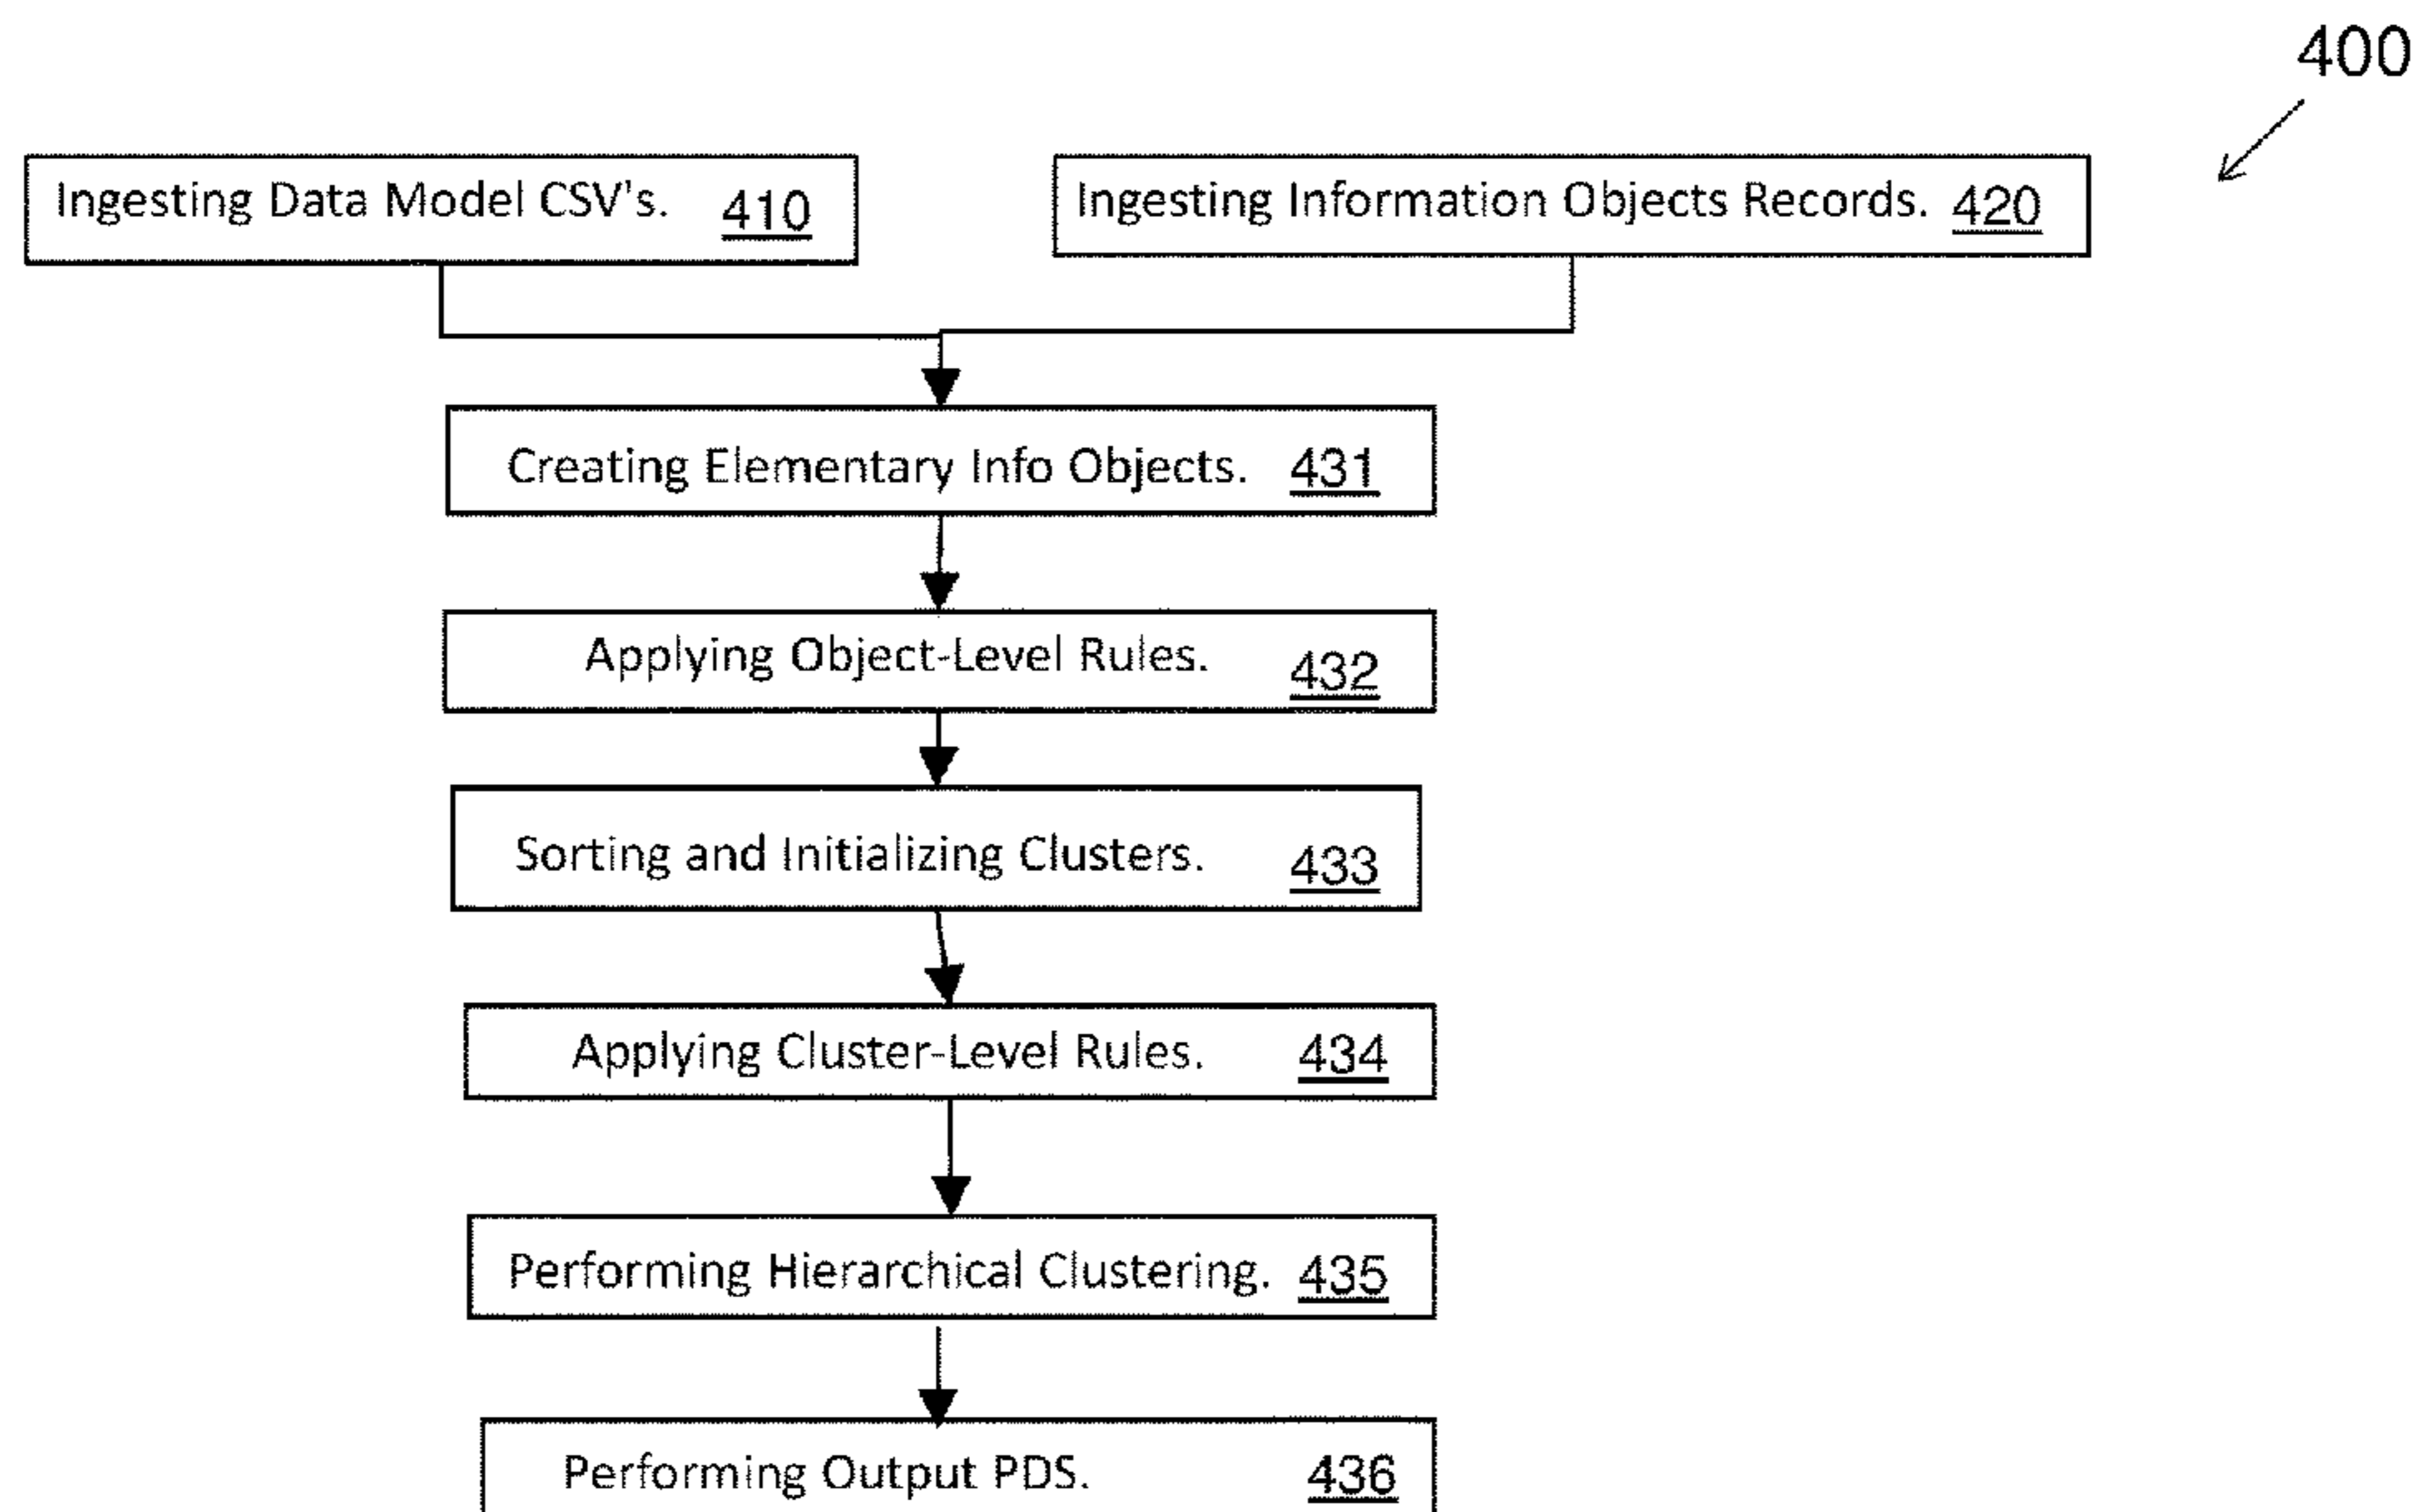 400
Ingesting Data Model CSV's. 410
Ingesting Information Objects Records. 420
Creating Elementary Info Objects. 431
Applying Object-Level Rules. 432
Sorting and Initializing Clusters. 433
Applying Cluster-Level Rules. 434
Performing Hierarchical Clustering. 435
Performing Output PDS. 436